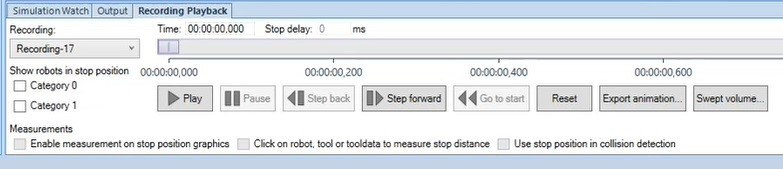 Simulation Watch Output Recording Playback
Recording: Time: 00:00:00,000 Stop delay: 0 ms
Recording-17
Show robots in stop position 00:00:00,000 00:00:00,200 00:00:00,400 00:00:00,600
Category 0
Category 1
Play Pause Step back Step forward Go to start Reset Export animation... Swept volume...
Measurements
Enable measurement on stop position graphics Click on robot, tool or tooldata to measure stop distance Use stop position in collision detection